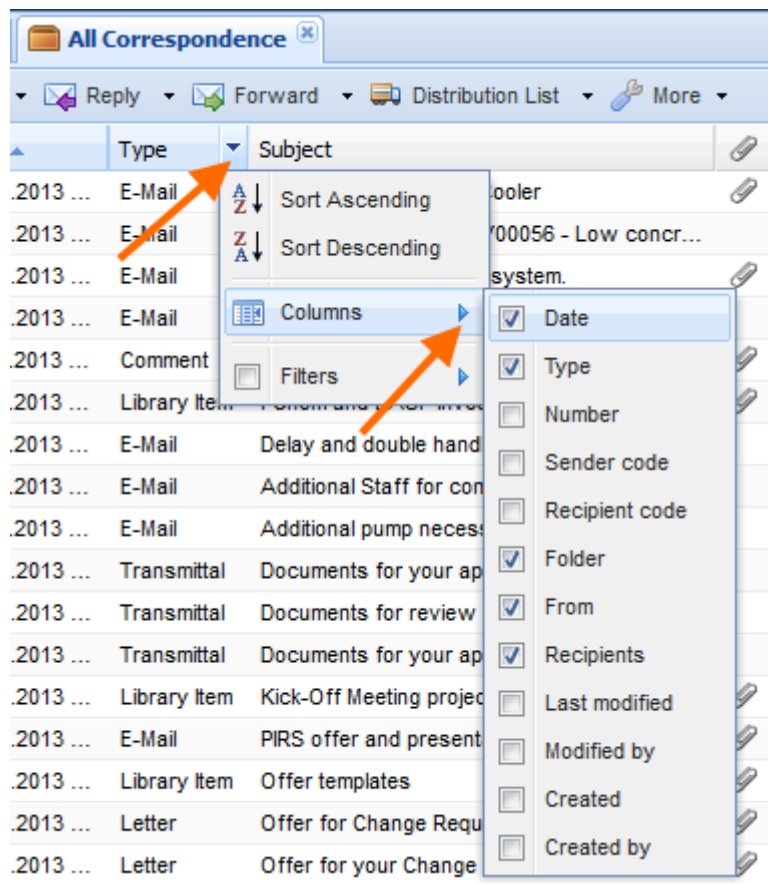 All Correspondence
Reply Forward Distribution List More
Type Subject
.2013 ... E-Mail ooler
.2013 ... E-Mail /00056 - Low concr...
.2013 ... E-Mail system.
.2013 ... E-Mail
.2013 ... Comment
.2013 ... Library Item
.2013 ... E-Mail Delay and double hand
.2013 ... E-Mail Additional Staff for con
.2013 ... E-Mail Additional pump neces
.2013 ... Transmittal Documents for your ap
.2013 ... Transmittal Documents for review
.2013 ... Transmittal Documents for your ap
.2013 ... Library Item Kick-Off Meeting projec
.2013 ... E-Mail PIRS offer and present
.2013 ... Library Item Offer templates
.2013 ... Letter Offer for Change Requ
.2013 ... Letter Offer for your Change
A Z Sort Ascending
Z A Sort Descending
Columns
Filters
Date
Type
Number
Sender code
Recipient code
Folder
From
Recipients
Last modified
Modified by
Created
Created by